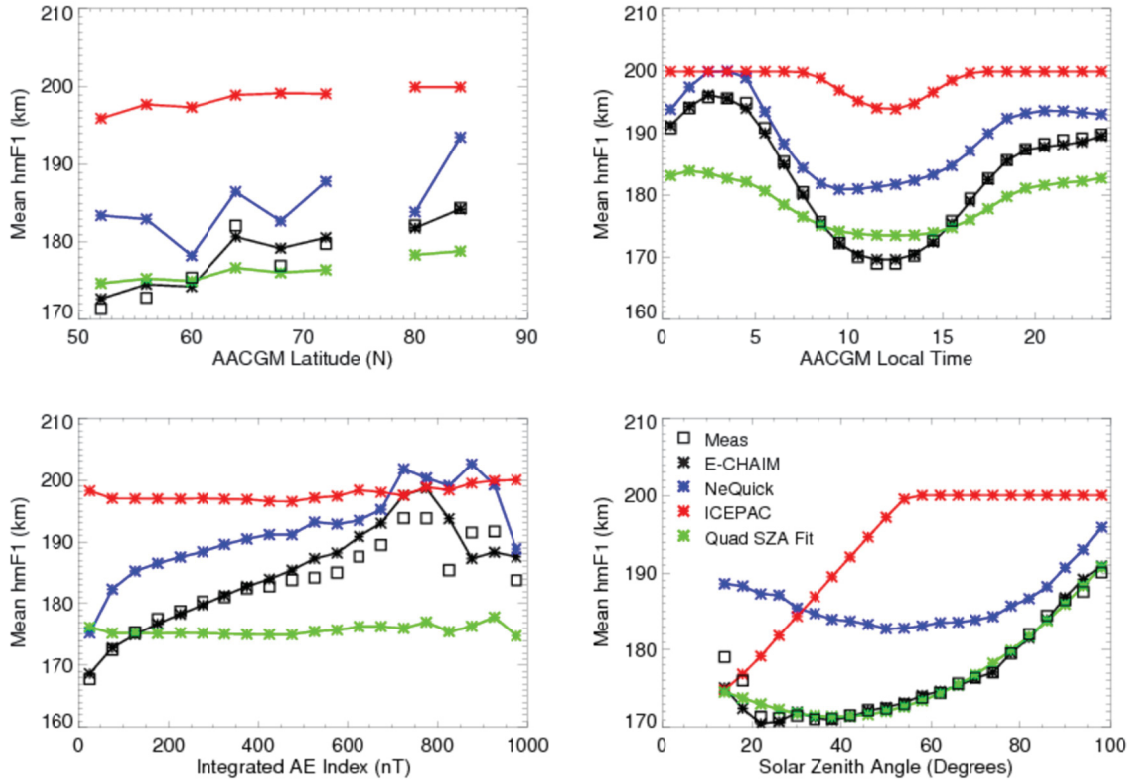 210
200
190
180
170
Mean hmF1 (km)
50 60 70 80 90
AACGM Latitude (N)
210
200
190
180
170
160
Mean hmF1 (km)
0 5 10 15 20
AACGM Local Time
210
200
190
180
170
160
Mean hmF1 (km)
0 200 400 600 800 1000
Integrated AE Index (nT)
210
200
190
180
170
Mean hmF1 (km)
Meas
E-CHAIM
NeQuick
ICEPAC
Quad SZA Fit
0 20 40 60 80 100
Solar Zenith Angle (Degrees)